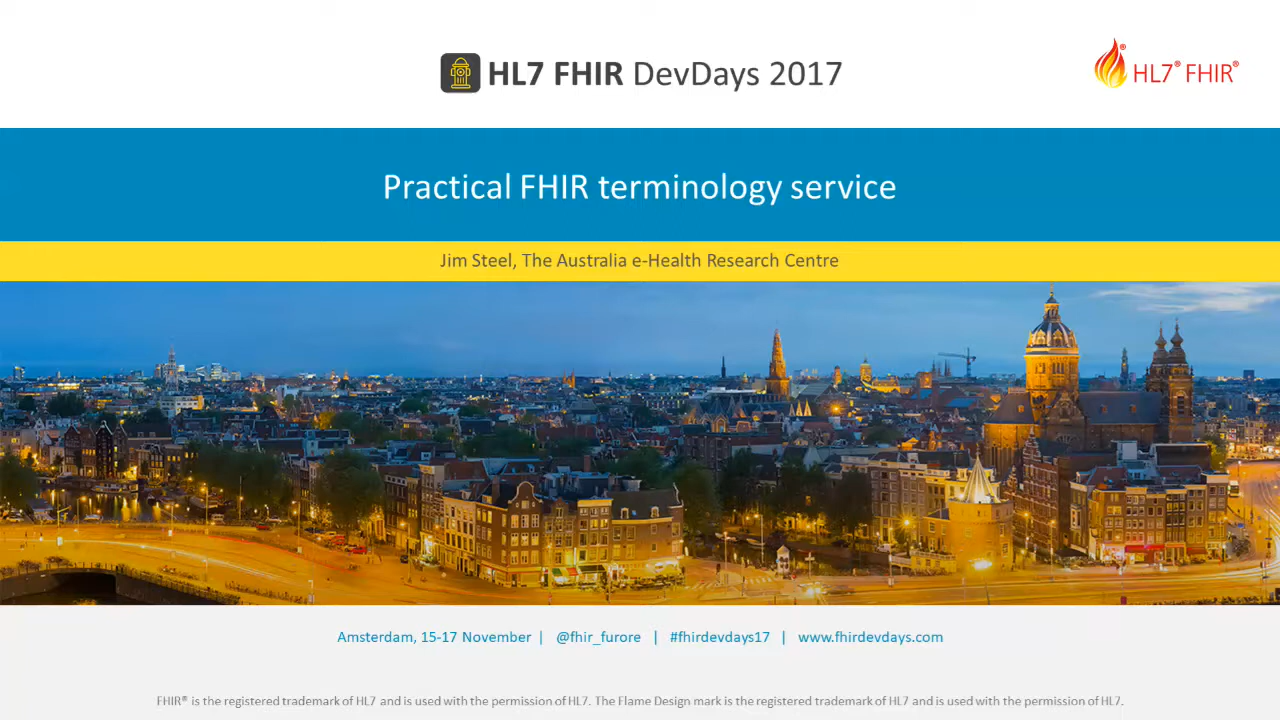 HL7 FHIR DevDays 2017
HL7® FHIR®
Practical FHIR terminology service
Jim Steel, The Australia e-Health Research Centre
Amsterdam, 15-17 November | @fhir_furore | #fhirdevdays17 | www.fhirdevdays.com
FHIR® is the registered trademark of HL7 and is used with the permission of HL7. The Flame Design mark is the registered trademark of HL7 and is used with the permission of HL7.